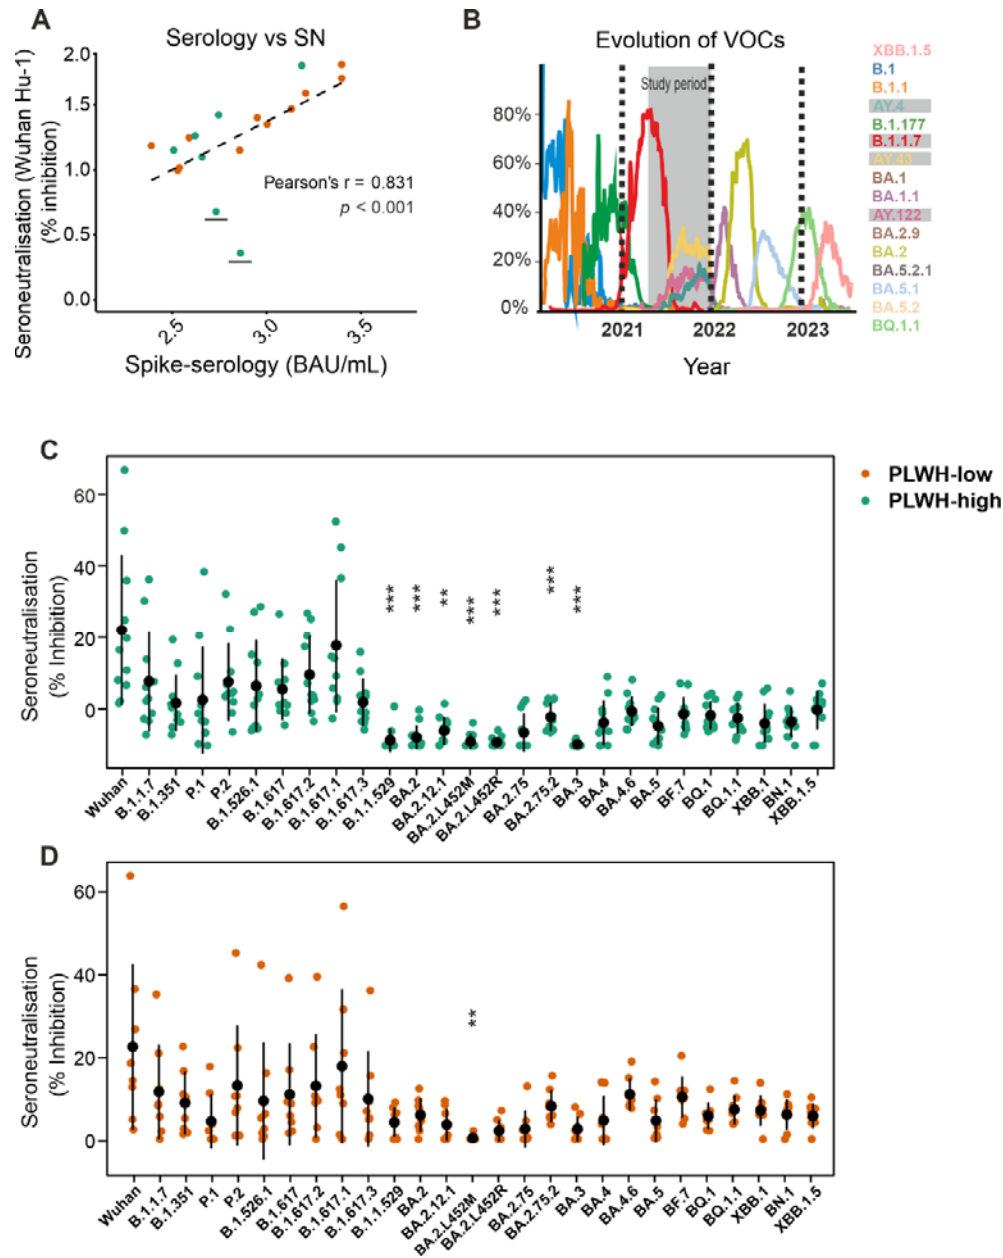 A
Serology vs SN
2.0
1.5
1.0
0.5
0.0
Seroneutralisation (Wuhan Hu-1)
(% inhibition)
Pearson's r = 0.831
p < 0.001
2.5
3.0
3.5
Spike-serology (BAU/mL)
B
Evolution of VOCs
Study period
80%
60%
40%
20%
0%
2021
2022
2023
Year
XBB.1.5
B.1
B.1.1
AY.4
B.1.177
B.1.1.7
AY.43
BA.1
BA.1.1
AY.122
BA.2.9
BA.2
BA.5.2.1
BA.5.1
BA.5.2
BQ.1.1
C
60
40
20
0
Seroneutralisation
(% Inhibition)
***
***
**
***
***
***
***
Wuhan
B.1.1.7
B.1.351
P.1
P.2
B.1.526.1
B.1.617
B.1.617.2
B.1.617.1
B.1.617.3
B.1.1.529
BA.2
BA.2.12.1
BA.2.L452M
BA.2.L452R
BA.2.75
BA.2.75.2
BA.3
BA.4
BA.4.6
BA.5
BF.7
BQ.1
BQ.1.1
XBB.1
BN.1
XBB.1.5
PLWH-low
PLWH-high
D
60
40
20
0
Seroneutralisation
(% Inhibition)
**
Wuhan
B.1.1.7
B.1.351
P.1
P.2
B.1.526.1
B.1.617
B.1.617.2
B.1.617.1
B.1.617.3
B.1.1.529
BA.2
BA.2.12.1
BA.2.L452M
BA.2.L452R
BA.2.75
BA.2.75.2
BA.3
BA.4
BA.4.6
BA.5
BF.7
BQ.1
BQ.1.1
XBB.1
BN.1
XBB.1.5